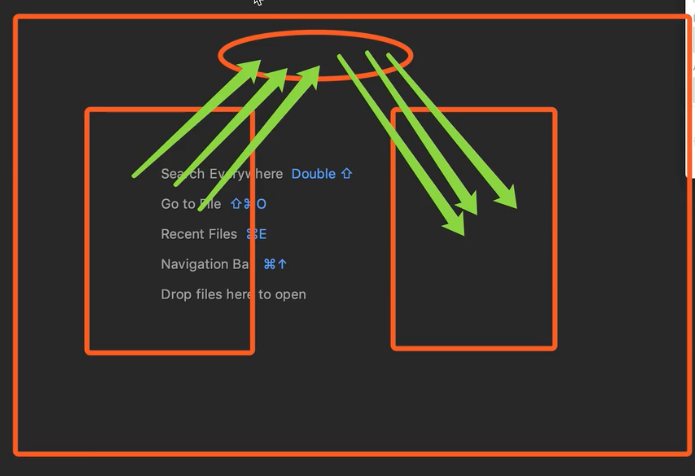 Search Everywhere Double ⇧
Go to File ⇧⌘O
Recent Files ⌘E
Navigation Bar ⌘↑
Drop files here to open